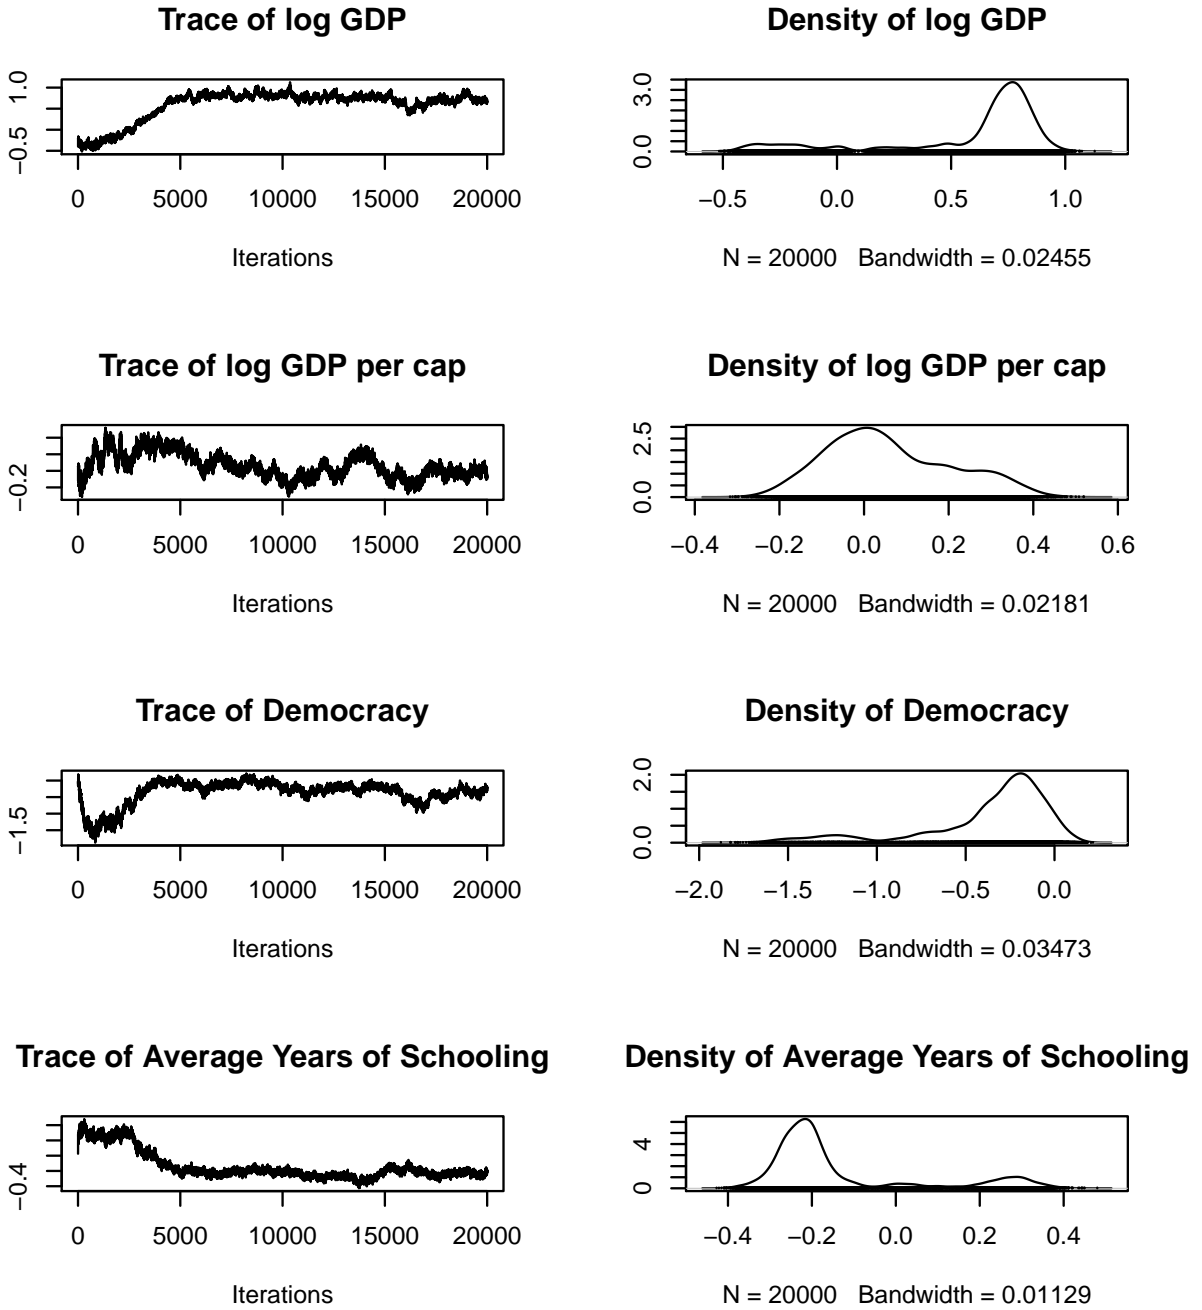 Trace of log GDP
Density of log GDP
−0.5 1.0
0 5000 10000 15000 20000
Iterations
0.0 3.0
−0.5 0.0 0.5 1.0
N = 20000 Bandwidth = 0.02455
Trace of log GDP per cap
Density of log GDP per cap
−0.2
0 5000 10000 15000 20000
Iterations
0.0 2.5
−0.4 −0.2 0.0 0.2 0.4 0.6
N = 20000 Bandwidth = 0.02181
Trace of Democracy
Density of Democracy
−1.5
0 5000 10000 15000 20000
Iterations
0.0 2.0
−2.0 −1.5 −1.0 −0.5 0.0
N = 20000 Bandwidth = 0.03473
Trace of Average Years of Schooling
Density of Average Years of Schooling
−0.4
0 5000 10000 15000 20000
Iterations
0 4
−0.4 −0.2 0.0 0.2 0.4
N = 20000 Bandwidth = 0.01129